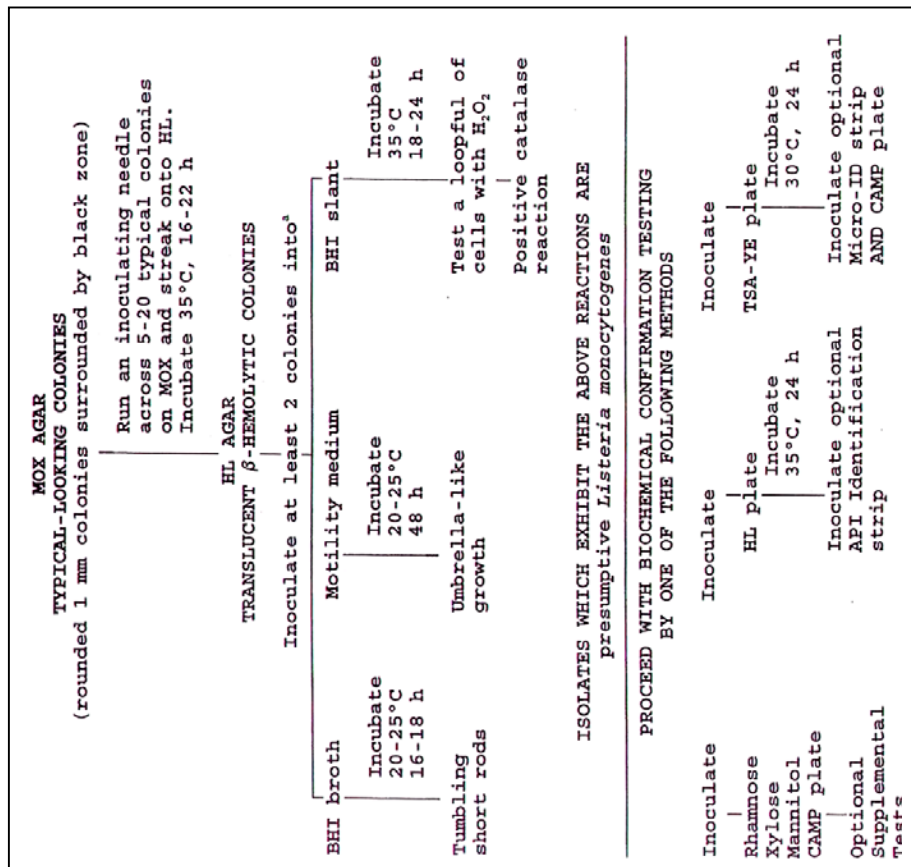 MOX AGAR
TYPICAL-LOOKING COLONIES
(rounded 1 mm colonies surrounded by black zone)
Run an inoculating needle
across 5-20 typical colonies
on MOX and streak onto HL.
Incubate 35°C, 16-22 h
HL AGAR
TRANSLUCENT β-HEMOLYTIC COLONIES
Inoculate at least 2 colonies into a
BHI broth
Incubate
20-25°C
16-18 h
Tumbling
short rods
Motility medium
Incubate
20-25°C
48 h
Umbrella-like
growth
BHI slant
Incubate
35°C
18-24 h
Test a loopful of
cells with H2O2
Positive catalase
reaction
ISOLATES WHICH EXHIBIT THE ABOVE REACTIONS ARE
presumptive Listeria monocytogenes
PROCEED WITH BIOCHEMICAL CONFIRMATION TESTING
BY ONE OF THE FOLLOWING METHODS
Inoculate
Rhamnose
Xylose
Mannitol
CAMP plate
Optional
Supplemental
Tests
Inoculate
HL plate
Incubate
35°C, 24 h
Inoculate optional
API Identification
strip
Inoculate
TSA-YE plate
Incubate
30°C, 24 h
Inoculate optional
Micro-ID strip
AND CAMP plate